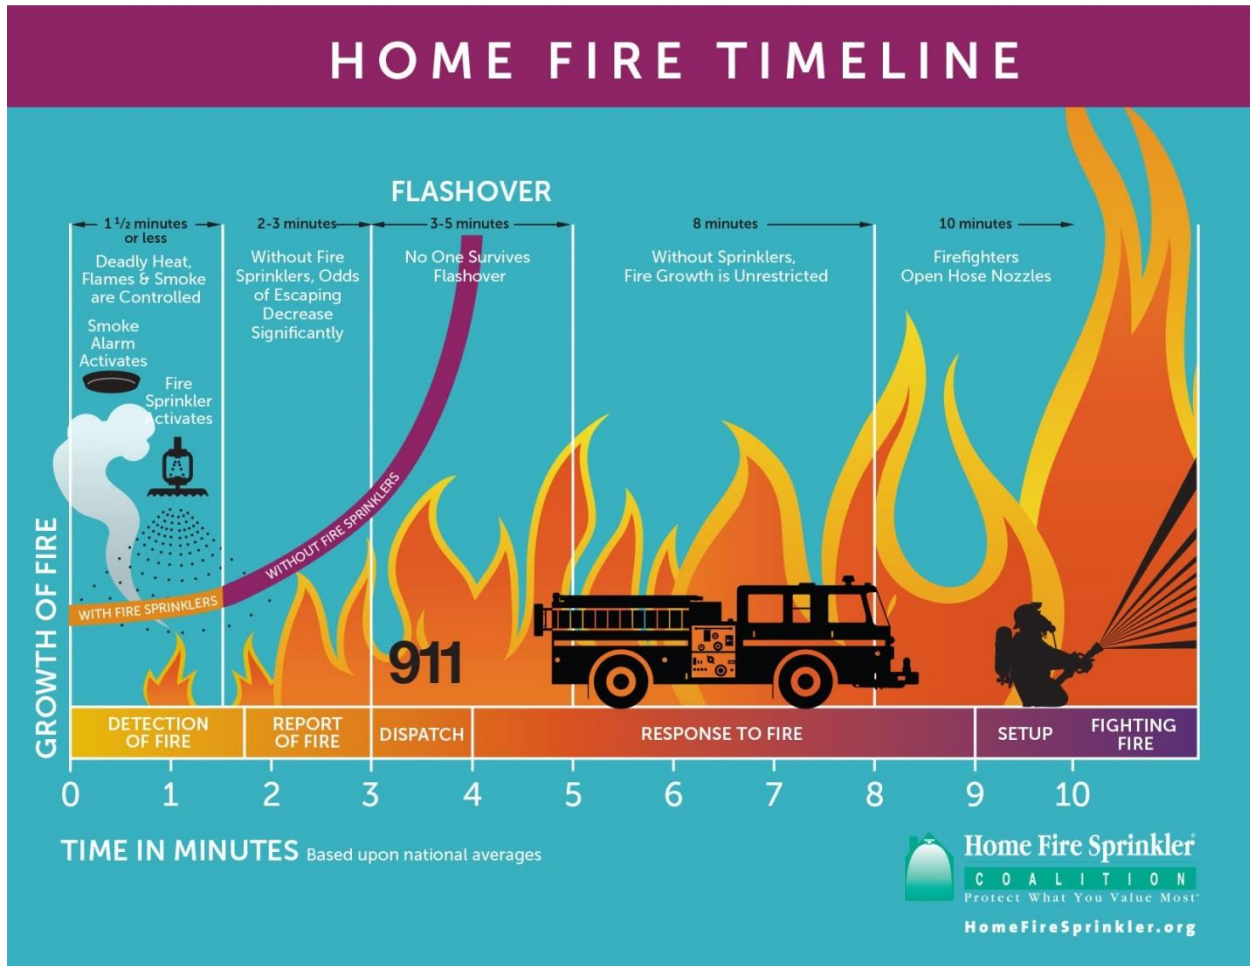 HOME FIRE TIMELINE
FLASHOVER
1 1/2 minutes
or less
Deadly Heat,
Flames & Smoke
are Controlled
Smoke
Alarm
Activates
Fire
Sprinkler
Activates
2-3 minutes
Without Fire
Sprinklers, Odds
of Escaping
Decrease
Significantly
3-5 minutes
No One Survives
Flashover
8 minutes
Without Sprinklers,
Fire Growth is Unrestricted
10 minutes
Firefighters
Open Hose Nozzles
GROWTH OF FIRE
WITH FIRE SPRINKLERS
WITHOUT FIRE SPRINKLERS
911
DETECTION
OF FIRE
REPORT
OF FIRE
DISPATCH
RESPONSE TO FIRE
SETUP
FIGHTING
FIRE
0 1 2 3 4 5 6 7 8 9 10
TIME IN MINUTES Based upon national averages
Home Fire Sprinkler
COALITION
Protect What You Value Most
HomeFireSprinkler.org